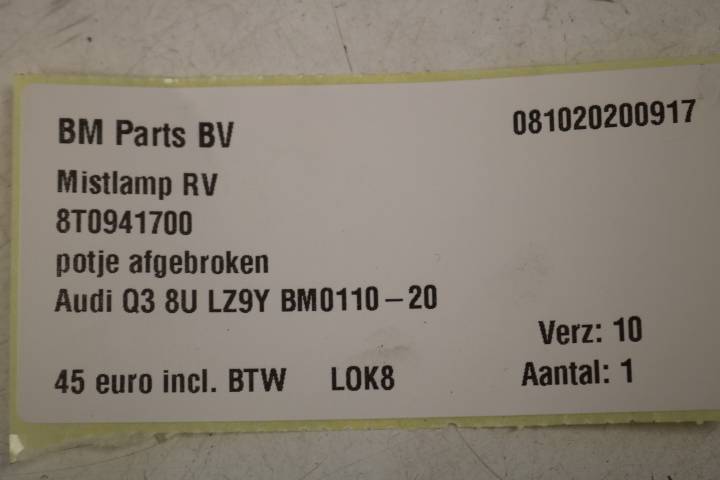 BM Parts BV 081020200917
Mistlamp RV
8T0941700
potje afgebroken
Audi Q3 8U LZ9Y BM0110-20
Verz: 10
45 euro incl. BTW LOK8 Aantal: 1